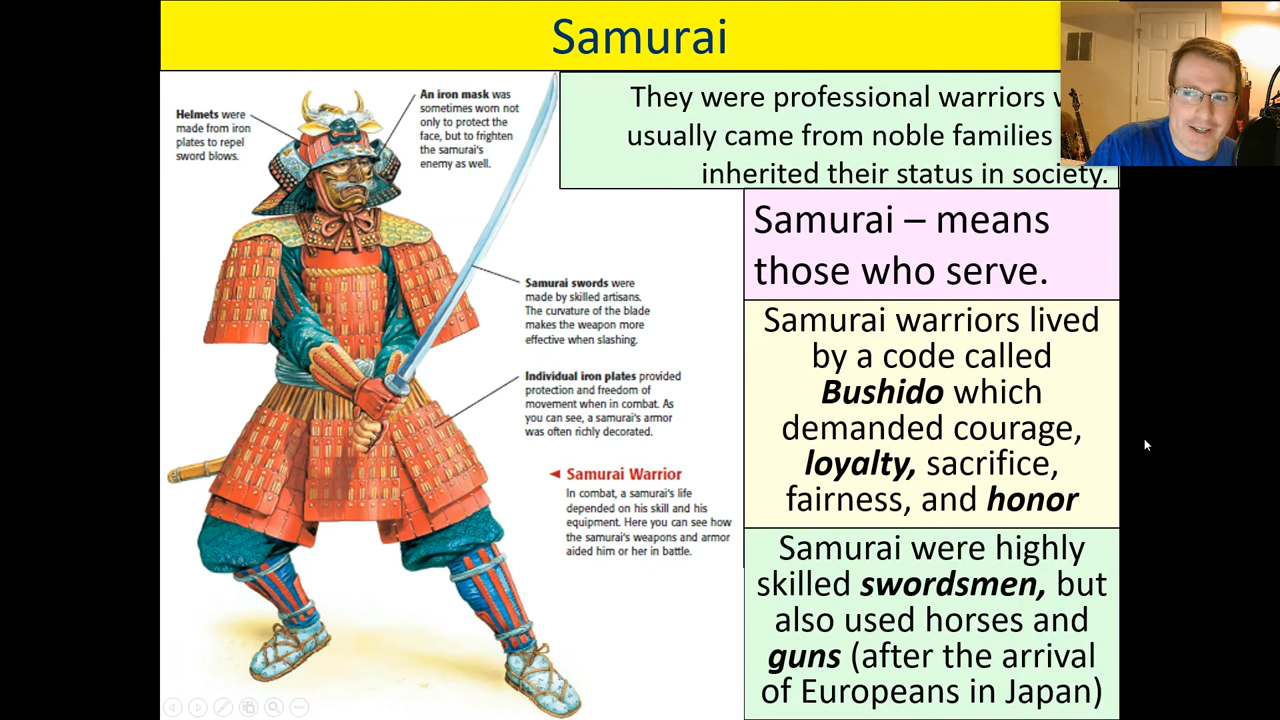 Samurai
Helmets were
made from iron
plates to repel
sword blows.
An iron mask was
sometimes worn not
only to protect the
face, but to frighten
the samurai's
enemy as well.
They were professional warriors
usually came from noble families
inherited their status in society.
Samurai – means
those who serve.
Samurai swords were
made by skilled artisans.
The curvature of the blade
makes the weapon more
effective when slashing.
Individual iron plates provided
protection and freedom of
movement when in combat. As
you can see, a samurai's armor
was often richly decorated.
Samurai Warrior
In combat, a samurai's life
depended on his skill and his
equipment. Here you can see how
the samurai's weapons and armor
aided him or her in battle.
Samurai warriors lived
by a code called
Bushido which
demanded courage,
loyalty, sacrifice,
fairness, and honor
Samurai were highly
skilled swordsmen, but
also used horses and
guns (after the arrival
of Europeans in Japan)